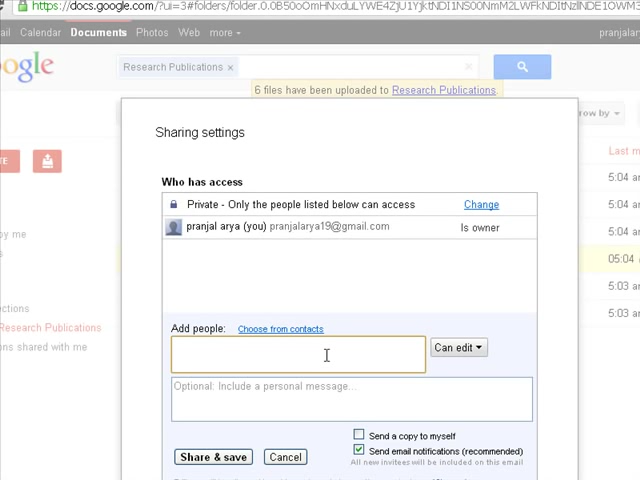 https://docs.google.com/?ui=3#folders/folder.0.0B50oOmHNxduLYWE4ZjU1YjktNDI1NS00NmM2LWFkNDItNzllNDE1OWM3
ail Calendar Documents Photos Web more pranjalar
ogle Research Publications ×
6 files have been uploaded to Research Publications.
Sharing settings
row by
TE
Last m
Who has access
5:04 a
Private - Only the people listed below can access Change
5:04 a
pranjal arya (you) pranjalarya19@gmail.com Is owner
by me
5:04 a
s
05:04
5:03 a
ections
5:03 a
Research Publications
Add people: Choose from contacts
ons shared with me
Can edit
Optional: Include a personal message...
Send a copy to myself
Share & save Cancel
Send email notifications (recommended)
All new invitees will be included on this email